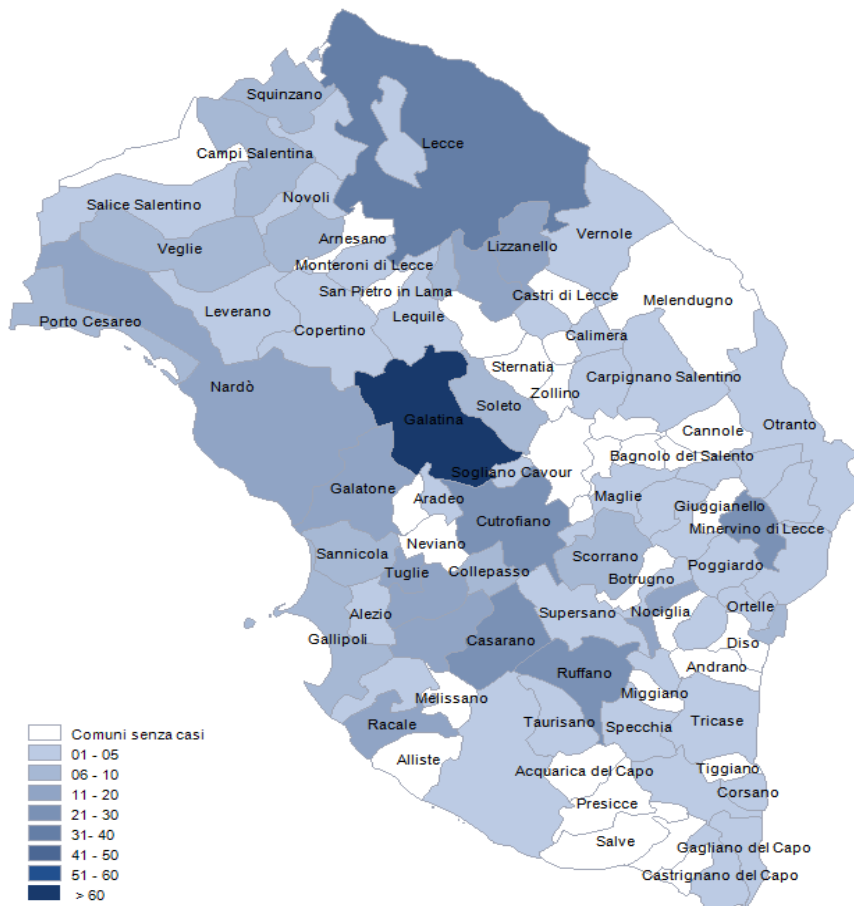 Squinzano
Lecce
Campi Salentina
Novoli
Salice Salentino
Vernole
Arnesano
Lizzanello
Veglie
Monteroni di Lecce
San Pietro in Lama
Castri di Lecce
Melendugno
Leverano
Lequile
Porto Cesareo
Copertino
Calimera
Sternatia
Carpignano Salentino
Nardò
Zollino
Soleto
Galatina
Otranto
Cannole
Bagnolo del Salento
Sogliano Cavour
Galatone
Aradeo
Maglie
Giuggianello
Cutrofiano
Minervino di Lecce
Neviano
Sannicola
Scorrano
Poggiardo
Tuglie
Collepasso
Botrugno
Ortelle
Alezio
Supersano
Nociglia
Gallipoli
Casarano
Diso
Andrano
Ruffano
Miggiano
Melissano
Racale
Taurisano
Specchia
Tricase
Alliste
Acquarica del Capo
Tiggiano
Corsano
Presicce
Salve
Gagliano del Capo
Castrignano del Capo
Comuni senza casi
01 - 05
06 - 10
11 - 20
21 - 30
31- 40
41 - 50
51 - 60
> 60